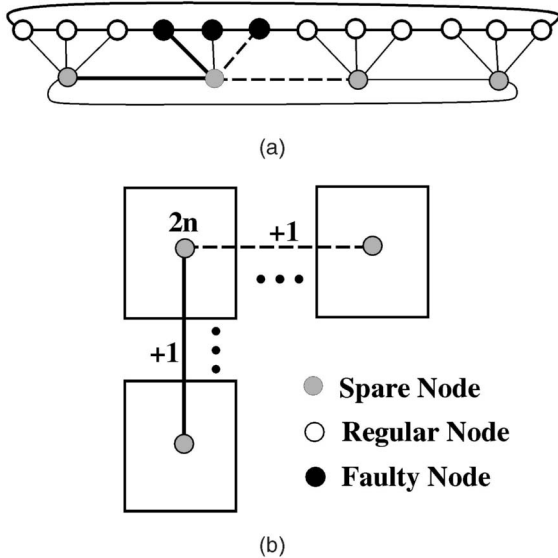 (a)
2n
+1
+1
Spare Node
Regular Node
Faulty Node
(b)